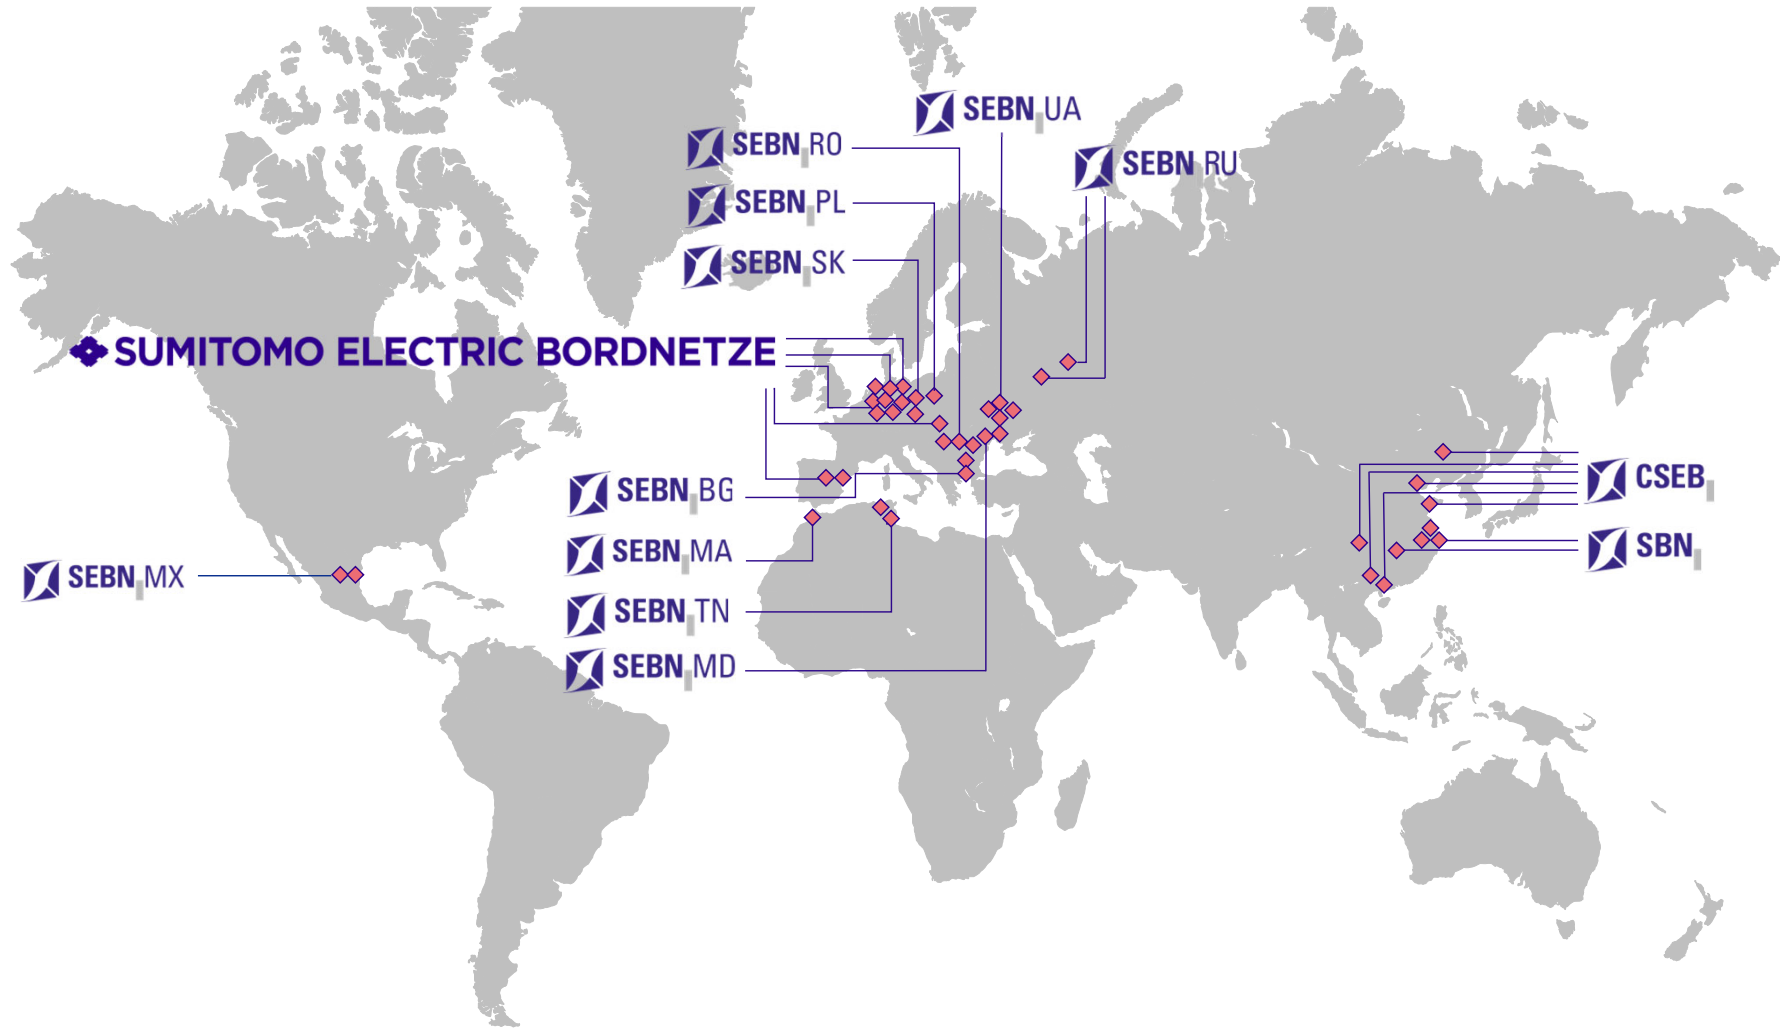 SEBN UA
SEBN RO
SEBN RU
SEBN PL
SEBN SK
SUMITOMO ELECTRIC BORDNETZE
SEBN BG
CSEB
SEBN MA
SBN
SEBN MX
SEBN TN
SEBN MD